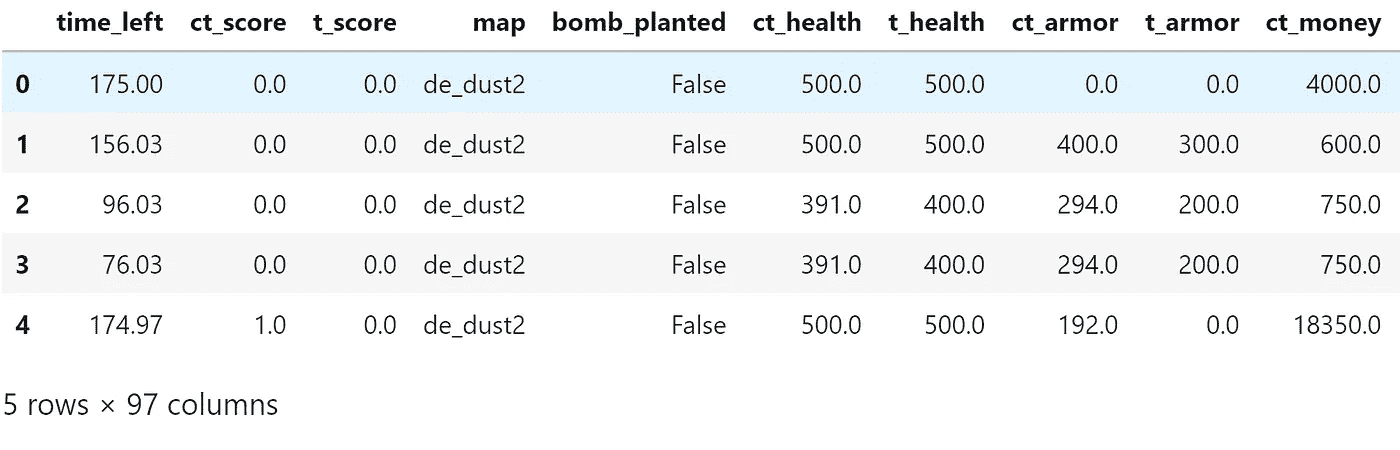 time_left ct_score t_score map bomb_planted ct_health t_health ct_armor t_armor ct_money
0 175.00 0.0 0.0 de_dust2 False 500.0 500.0 0.0 0.0 4000.0
1 156.03 0.0 0.0 de_dust2 False 500.0 500.0 400.0 300.0 600.0
2 96.03 0.0 0.0 de_dust2 False 391.0 400.0 294.0 200.0 750.0
3 76.03 0.0 0.0 de_dust2 False 391.0 400.0 294.0 200.0 750.0
4 174.97 1.0 0.0 de_dust2 False 500.0 500.0 192.0 0.0 18350.0
5 rows × 97 columns